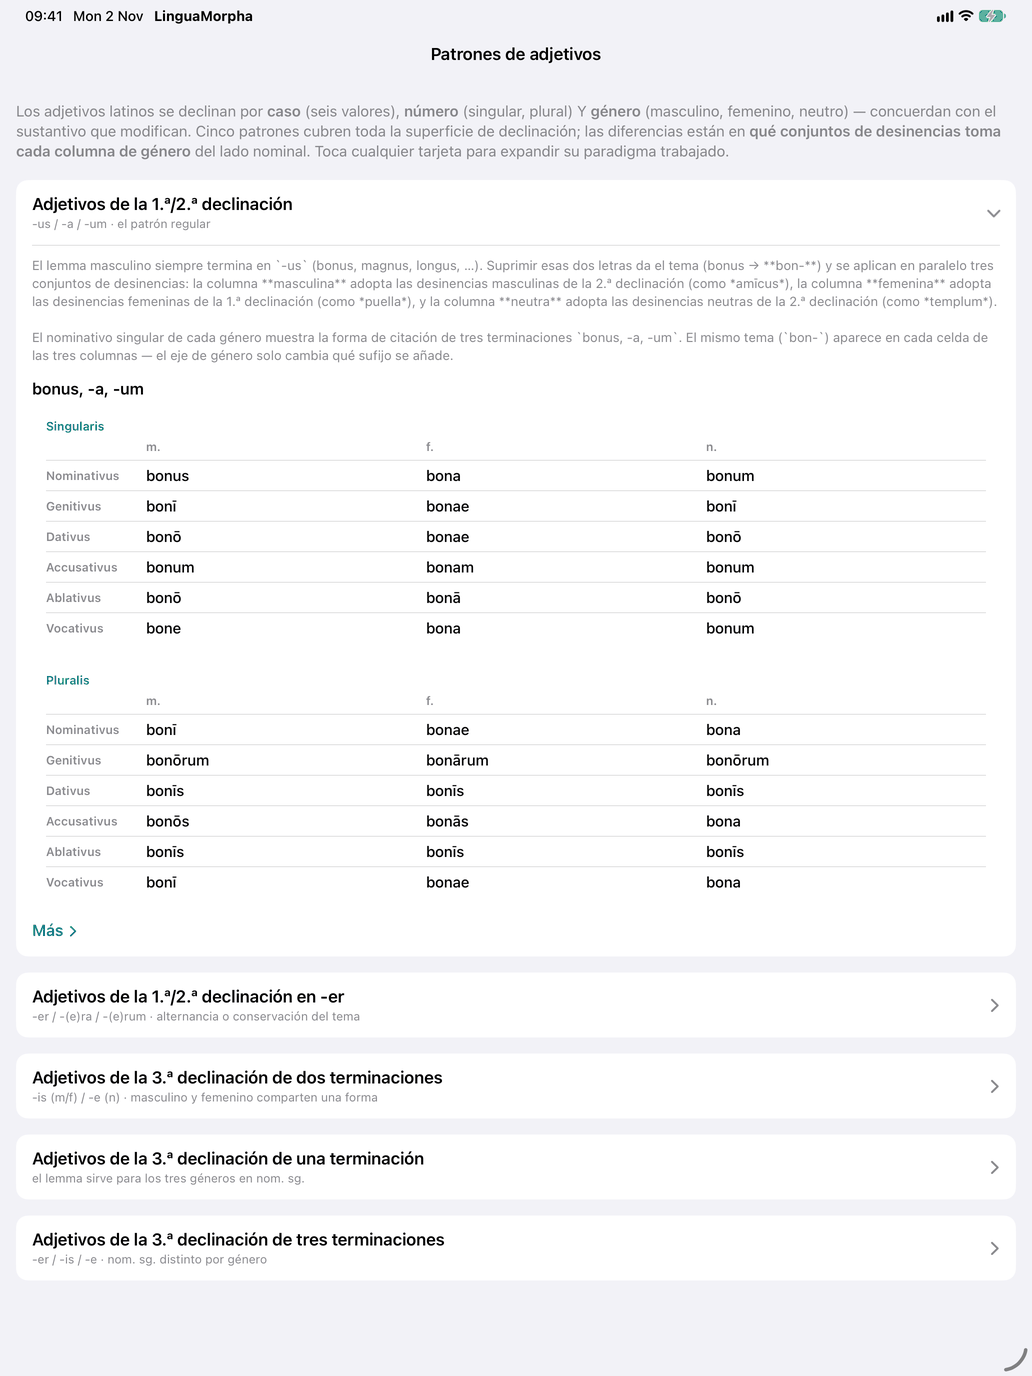 09:41 Mon 2 Nov LinguaMorpha
Patrones de adjetivos
Los adjetivos latinos se declinan por caso (seis valores), número (singular, plural) Y género (masculino, femenino, neutro) — concuerdan con el
sustantivo que modifican. Cinco patrones cubren toda la superficie de declinación; las diferencias están en qué conjuntos de desinencias toma
cada columna de género del lado nominal. Toca cualquier tarjeta para expandir su paradigma trabajado.
Adjetivos de la 1.ª/2.ª declinación
-us / -a / -um · el patrón regular
El lemma masculino siempre termina en `-us` (bonus, magnus, longus, …). Suprimir esas dos letras da el tema (bonus → **bon-**) y se aplican en paralelo tres
conjuntos de desinencias: la columna **masculina** adopta las desinencias masculinas de la 2.ª declinación (como *amīcus*), la columna **femenina** adopta
las desinencias femeninas de la 1.ª declinación (como *puella*), y la columna **neutra** adopta las desinencias neutras de la 2.ª declinación (como *templum*).
El nominativo singular de cada género muestra la forma de citación de tres terminaciones `bonus, -a, -um`. El mismo tema (`bon-`) aparece en cada celda de
las tres columnas — el eje de género solo cambia qué sufijo se añade.
bonus, -a, -um
Singularis
m. f. n.
Nominativus bonus bona bonum
Genitivus bonī bonae bonī
Dativus bonō bonae bonō
Accusativus bonum bonam bonum
Ablativus bonō bonā bonō
Vocativus bone bona bonum
Pluralis
m. f. n.
Nominativus bonī bonae bona
Genitivus bonōrum bonārum bonōrum
Dativus bonīs bonīs bonīs
Accusativus bonōs bonās bona
Ablativus bonīs bonīs bonīs
Vocativus bonī bonae bona
Más
Adjetivos de la 1.ª/2.ª declinación en -er
-er / -(e)ra / -(e)rum · alternancia o conservación del tema
Adjetivos de la 3.ª declinación de dos terminaciones
-is (m/f) / -e (n) · masculino y femenino comparten una forma
Adjetivos de la 3.ª declinación de una terminación
el lemma sirve para los tres géneros en nom. sg.
Adjetivos de la 3.ª declinación de tres terminaciones
-er / -is / -e · nom. sg. distinto por género